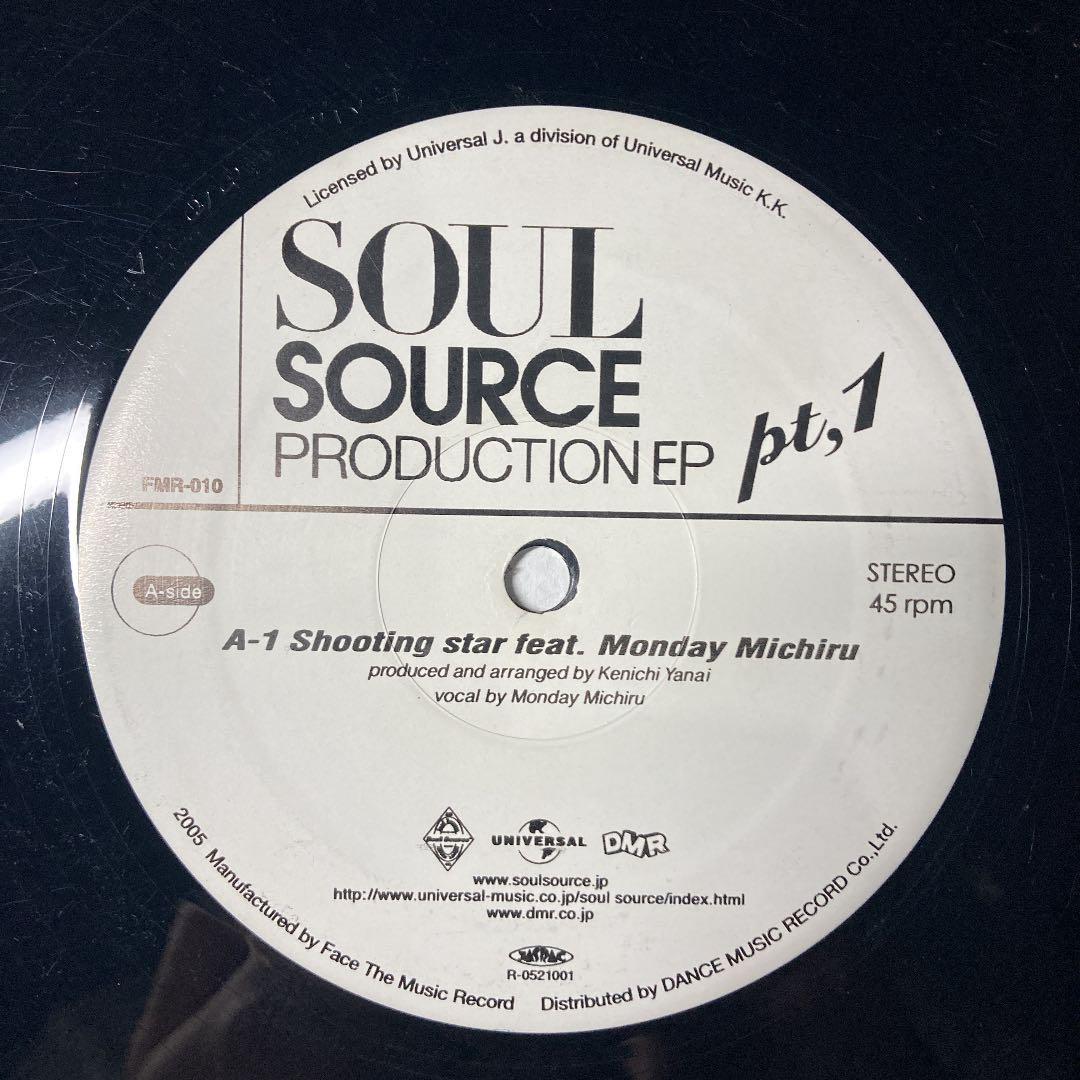 Licensed by Universal J. a division of Universal Music K.K.
SOUL
SOURCE
PRODUCTION EP pt,1
FMR-010
A-side
STEREO
45 rpm
A-1 Shooting star feat. Monday Michiru
produced and arranged by Kenichi Yanai
vocal by Monday Michiru
UNIVERSAL
DMR
www.soulsource.jp
http://www.universal-music.co.jp/soul source/index.html
www.dmr.co.jp
JASRAC
R-0521001
2005 Manufactured by Face The Music Record Distributed by DANCE MUSIC RECORD Co.,Ltd.